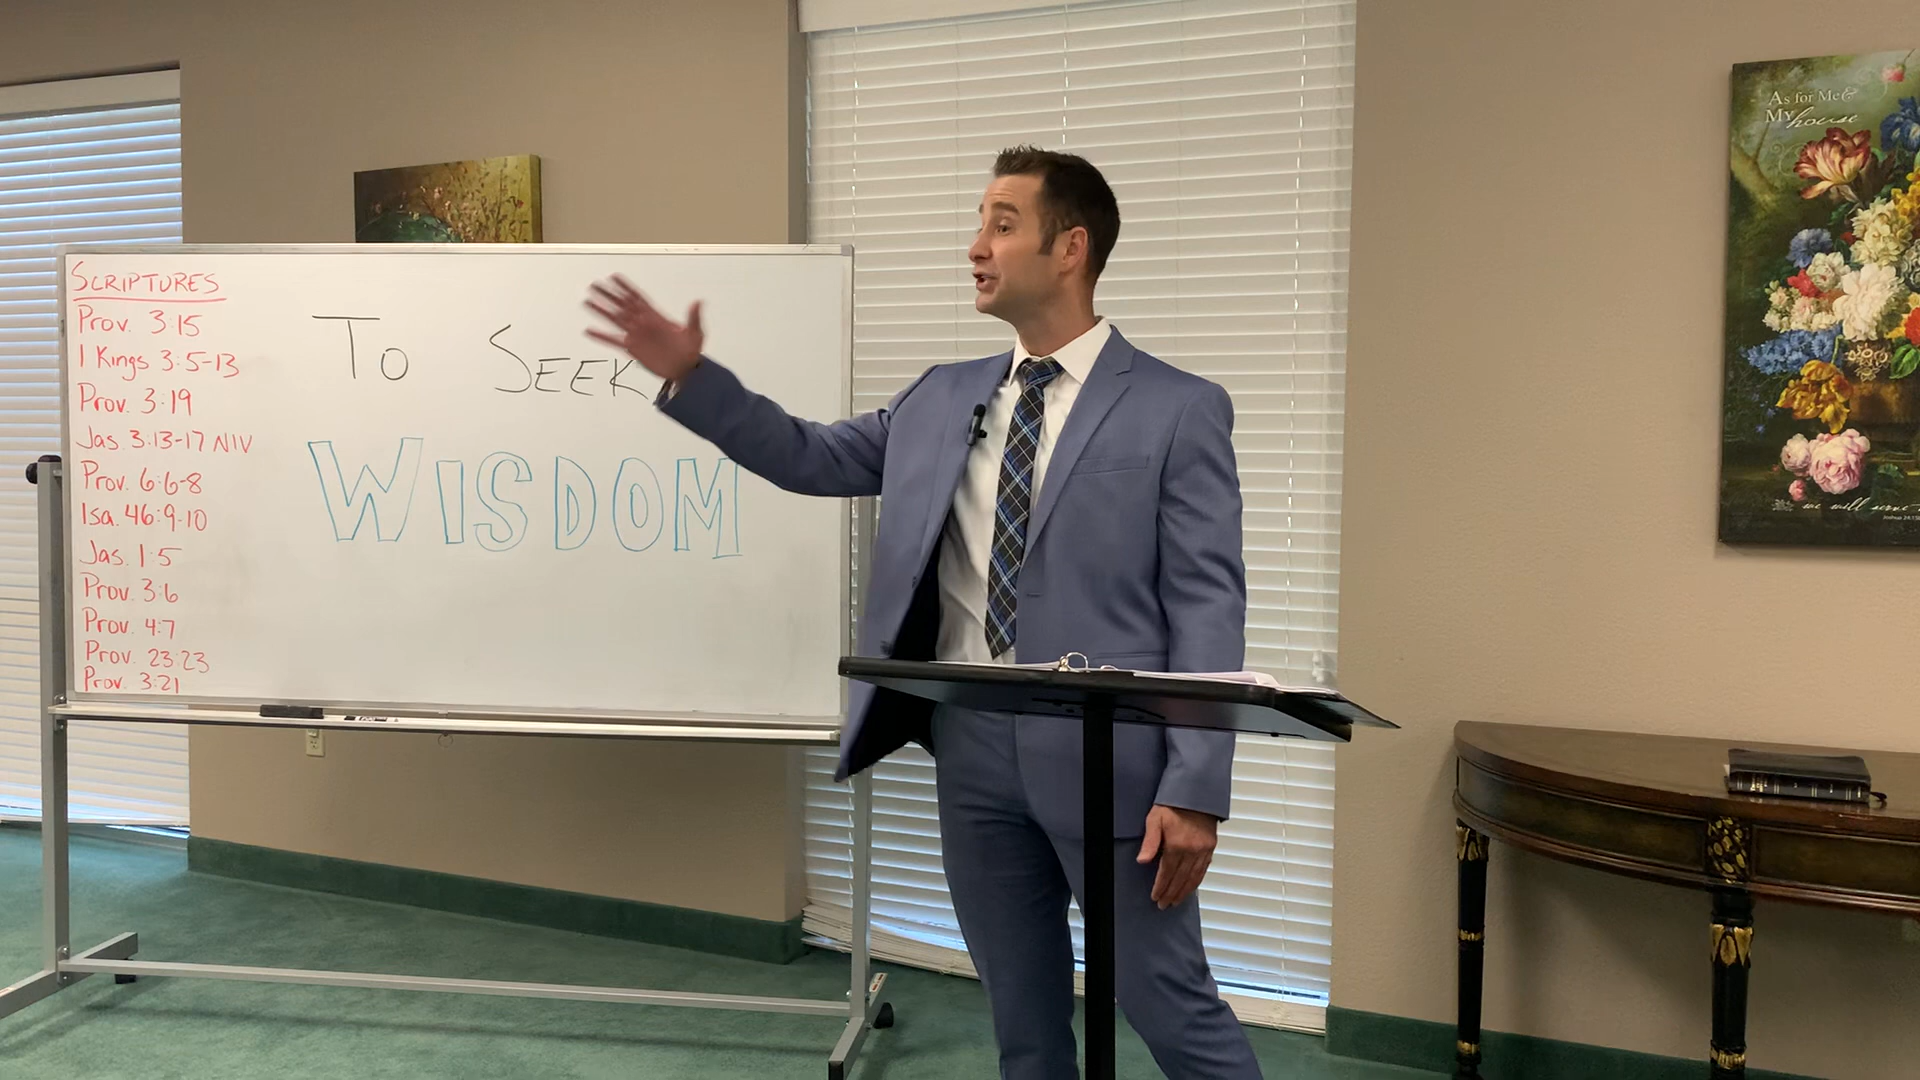 SCRIPTURES
Prov. 3:15
1 Kings 3:5-13
Prov. 3:19
Jas. 3:13-17 NIV
Prov. 6:6-8
Isa. 46:9-10
Jas. 1:5
Prov. 3:6
Prov. 4:7
Prov. 23:23
Prov. 3:21
TO SEEK
WISDOM
As for Me &
My house
we will serve